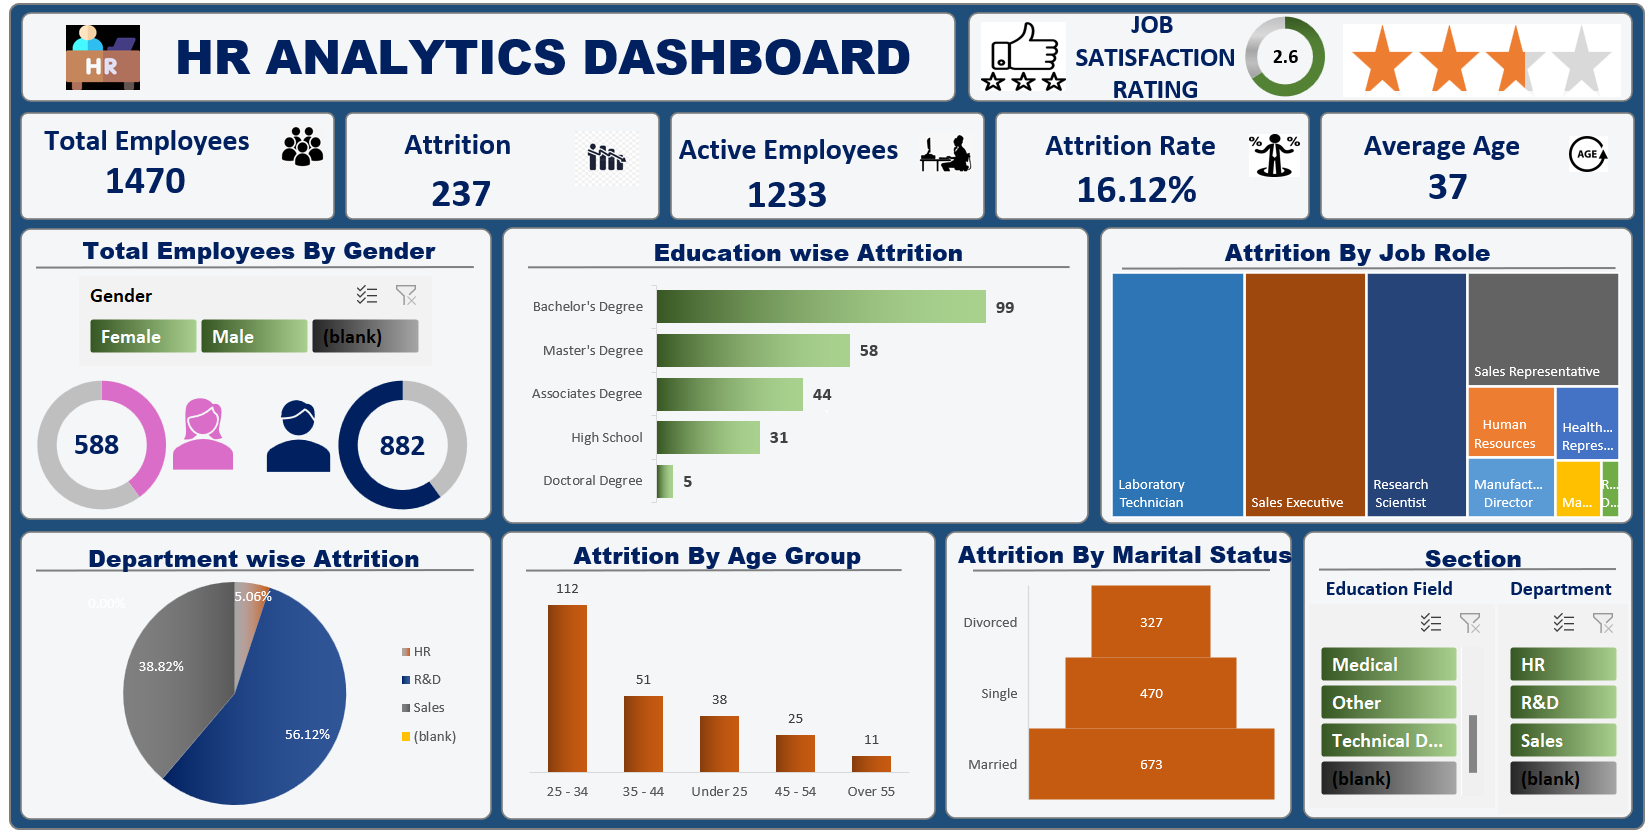 HR
HR ANALYTICS DASHBOARD
JOB
SATISFACTION
RATING
2.6
Total Employees
1470
Attrition
237
Active Employees
1233
Attrition Rate
16.12%
% %
Average Age
37
AGE
Total Employees By Gender
Gender
Female
Male
(blank)
588
882
Education wise Attrition
Bachelor's Degree
99
Master's Degree
58
Associates Degree
44
High School
31
Doctoral Degree
5
Attrition By Job Role
Laboratory
Technician
Sales Executive
Research
Scientist
Sales Representative
Human
Resources
Health...
Repres...
Manufact...
Director
Ma...
R...
D...
Department wise Attrition
0.00%
5.06%
38.82%
56.12%
HR
R&D
Sales
(blank)
Attrition By Age Group
112
51
38
25
11
25 - 34
35 - 44
Under 25
45 - 54
Over 55
Attrition By Marital Status
Divorced
327
Single
470
Married
673
Section
Education Field
Medical
Other
Technical D...
(blank)
Department
HR
R&D
Sales
(blank)